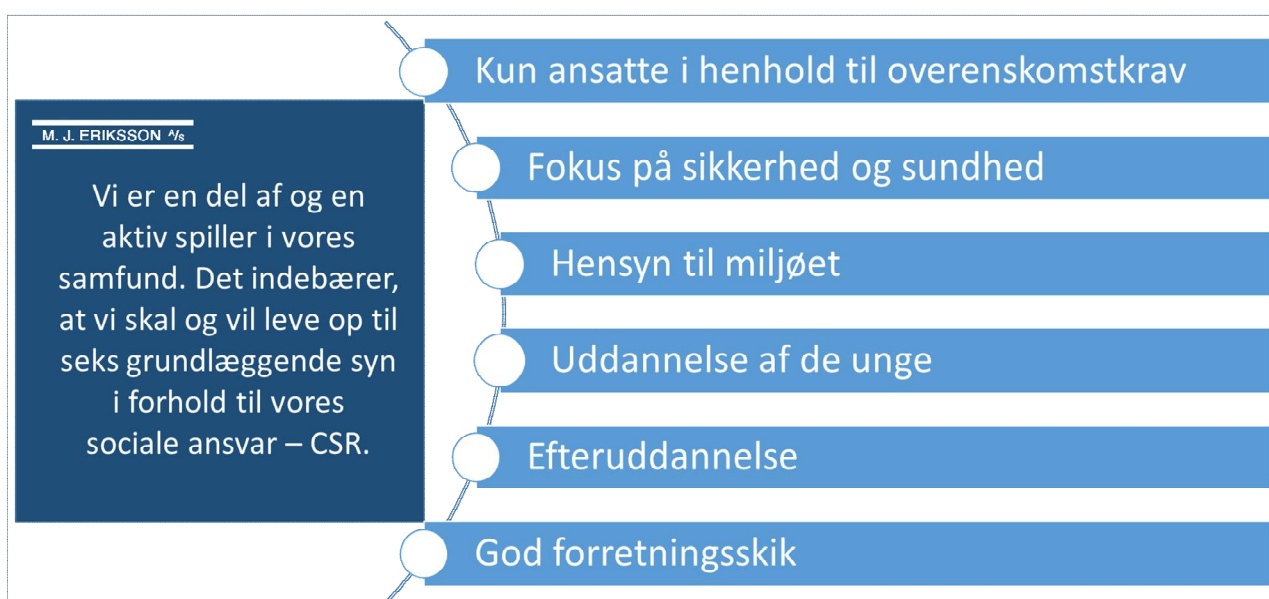 M. J. ERIKSSON A/S
Vi er en del af og en
aktiv spiller i vores
samfund. Det indebærer,
at vi skal og vil leve op til
seks grundlæggende syn
i forhold til vores
sociale ansvar – CSR.
Kun ansatte i henhold til overenskomstkrav
Fokus på sikkerhed og sundhed
Hensyn til miljøet
Uddannelse af de unge
Efteruddannelse
God forretningsskik